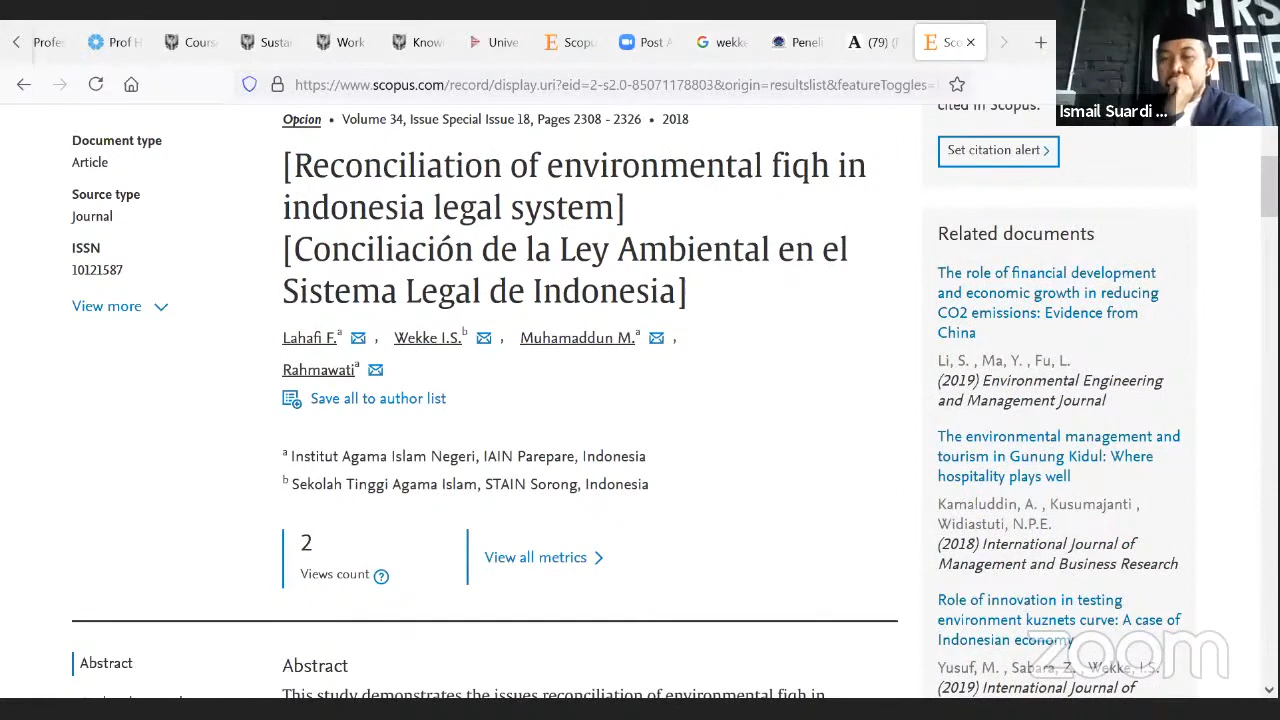 Profes
Prof H
Cours
Susta
Work
Know
Unive
Scopu
Post A
wekke
Peneli
(79) (
Sco
https://www.scopus.com/record/display.uri?eid=2-s2.0-85071178803&origin=resultslist&featureToggles=
FIRS
FFE
Ismail Suardi ...
Document type
Article
Source type
Journal
ISSN
10121587
View more
Opcion • Volume 34, Issue Special Issue 18, Pages 2308 - 2326 • 2018
[Reconciliation of environmental fiqh in
indonesia legal system]
[Conciliación de la Ley Ambiental en el
Sistema Legal de Indonesia]
Lahafi F.a , Wekke I.S.b , Muhamaddun M.a ,
Rahmawatia
Save all to author list
a Institut Agama Islam Negeri, IAIN Parepare, Indonesia
b Sekolah Tinggi Agama Islam, STAIN Sorong, Indonesia
2
Views count
View all metrics
Abstract
Abstract
This study demonstrates the issues reconciliation of environmental fiqh in
cited in Scopus.
Set citation alert
Related documents
The role of financial development
and economic growth in reducing
CO2 emissions: Evidence from
China
Li, S. , Ma, Y. , Fu, L.
(2019) Environmental Engineering
and Management Journal
The environmental management and
tourism in Gunung Kidul: Where
hospitality plays well
Kamaluddin, A. , Kusumajanti ,
Widiastuti, N.P.E.
(2018) International Journal of
Management and Business Research
Role of innovation in testing
environment kuznets curve: A case of
Indonesian economy
Yusuf, M. , Sabara, Z. , Wekke, I.S.
(2019) International Journal of
zoom